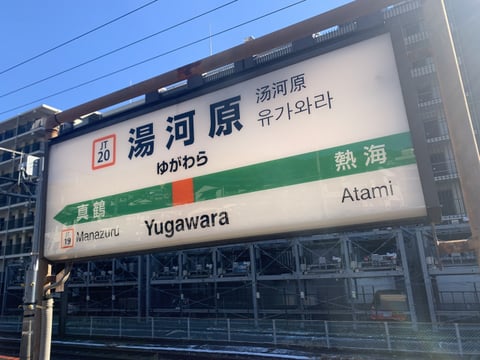 JT
20
湯河原
汤河原
유가와라
ゆがわら
真鶴
熱海
JT
19
Manazuru
Yugawara
Atami